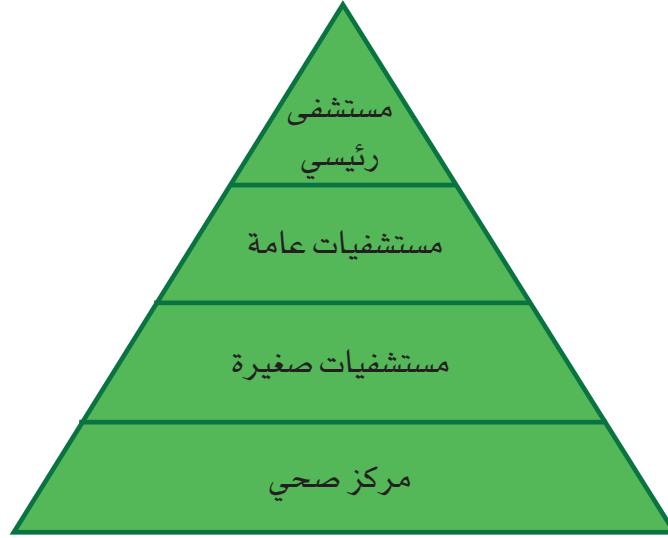 مستشفى
رئيسي
مستشفيات عامة
مستشفيات صغيرة
مركز صحي